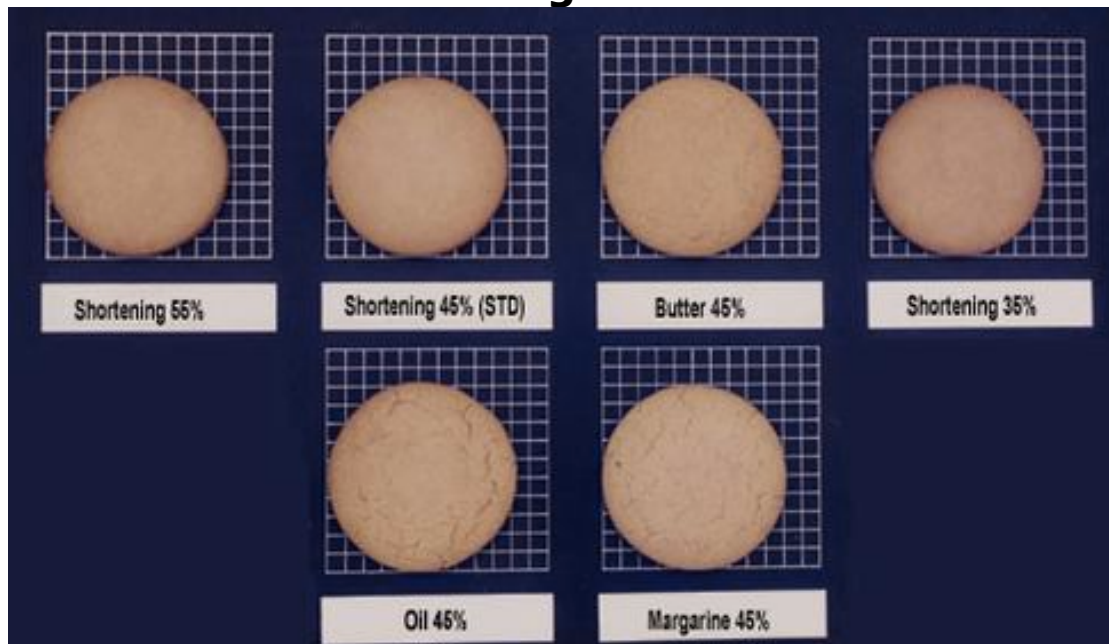 Shortening 55%
Shortening 45% (STD)
Butter 45%
Shortening 35%
Oil 45%
Margarine 45%